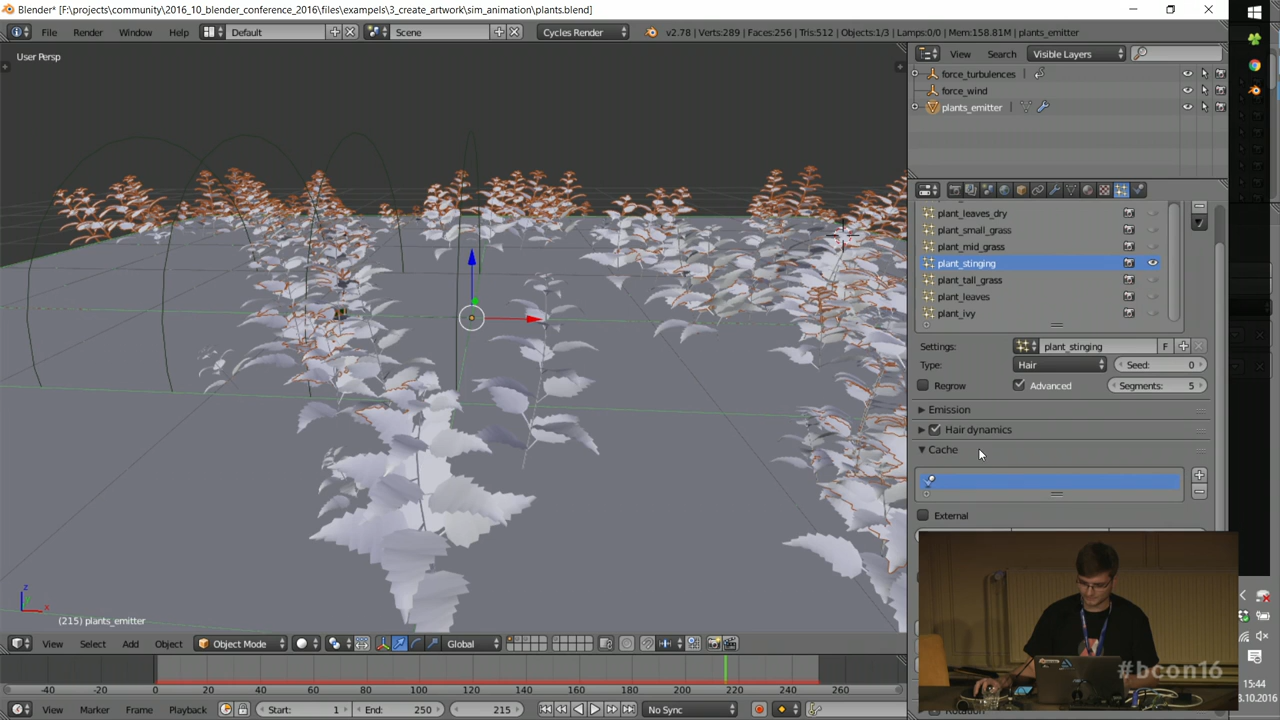 Blender* [F:\projects\community\2016_10_blender_conference_2016\files\exampels\3_create_artwork\sim_animation\plants.blend]
File Render Window Help Default Scene Cycles Render v2.78 | Verts:289 | Faces:256 | Tris:512 | Objects:1/3 | Lamps:0/0 | Mem:158.81M | plants_emitter
User Persp
View Search Visible Layers
force_turbulences
force_wind
plants_emitter
plant_leaves_dry
plant_small_grass
plant_mid_grass
plant_stinging
plant_tall_grass
plant_leaves
plant_ivy
Settings: plant_stinging F
Type: Hair Seed: 0
Regrow Advanced Segments: 5
Emission
Hair dynamics
Cache
External
z
x
(215) plants_emitter
View Select Add Object Object Mode Global
-40 -20 0 20 40 60 80 100 120 140 160 180 200 220 240 260
View Marker Frame Playback Start: 1 End: 250 215 No Sync
#bcon16
15:44